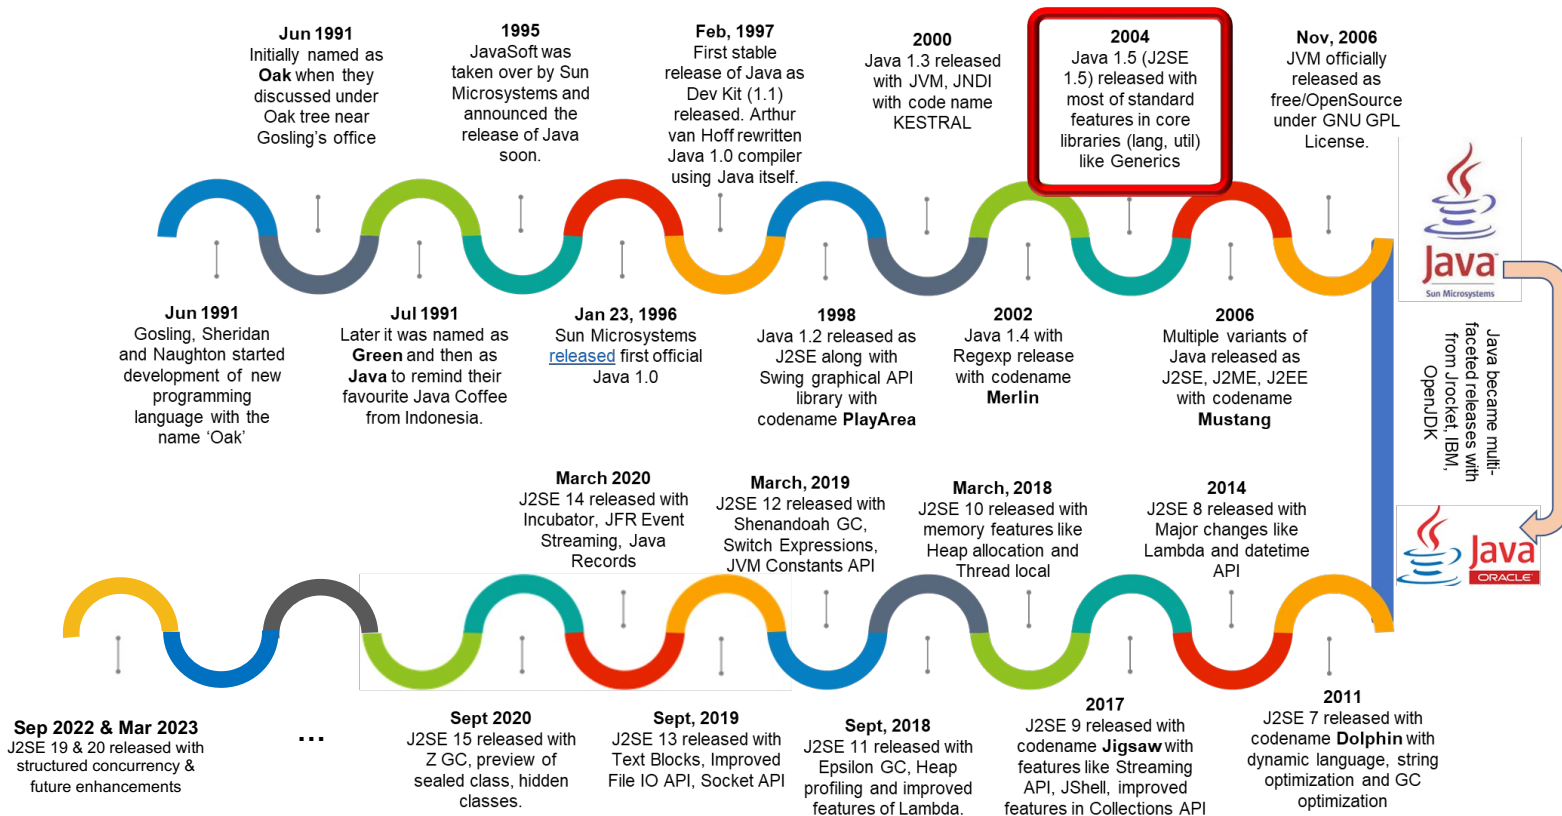 Jun 1991
Initially named as
Oak when they
discussed under
Oak tree near
Gosling's office
1995
JavaSoft was
taken over by Sun
Microsystems and
announced the
release of Java
soon.
Feb, 1997
First stable
release of Java as
Dev Kit (1.1)
released. Arthur
van Hoff rewritten
Java 1.0 compiler
using Java itself.
2000
Java 1.3 released
with JVM, JNDI
with code name
KESTRAL
2004
Java 1.5 (J2SE
1.5) released with
most of standard
features in core
libraries (lang, util)
like Generics
Nov, 2006
JVM officially
released as
free/OpenSource
under GNU GPL
License.
Java
Sun Microsystems
Jun 1991
Gosling, Sheridan
and Naughton started
development of new
programming
language with the
name ‘Oak’
Jul 1991
Later it was named as
Green and then as
Java to remind their
favourite Java Coffee
from Indonesia.
Jan 23, 1996
Sun Microsystems
released first official
Java 1.0
1998
Java 1.2 released as
J2SE along with
Swing graphical API
library with
codename PlayArea
2002
Java 1.4 with
Regexp release
with codename
Merlin
2006
Multiple variants of
Java released as
J2SE, J2ME, J2EE
with codename
Mustang
Java became multi-
faceted releases with
from Jrocket, IBM,
OpenJDK
Java
ORACLE
March 2020
J2SE 14 released with
Incubator, JFR Event
Streaming, Java
Records
March, 2019
J2SE 12 released with
Shenandoah GC,
Switch Expressions,
JVM Constants API
March, 2018
J2SE 10 released with
memory features like
Heap allocation and
Thread local
2014
J2SE 8 released with
Major changes like
Lambda and datetime
API
Sep 2022 & Mar 2023
J2SE 19 & 20 released with
structured concurrency &
future enhancements
...
Sept 2020
J2SE 15 released with
Z GC, preview of
sealed class, hidden
classes.
Sept, 2019
J2SE 13 released with
Text Blocks, Improved
File IO API, Socket API
Sept, 2018
J2SE 11 released with
Epsilon GC, Heap
profiling and improved
features of Lambda.
2017
J2SE 9 released with
codename Jigsaw with
features like Streaming
API, JShell, improved
features in Collections API
2011
J2SE 7 released with
codename Dolphin with
dynamic language, string
optimization and GC
optimization